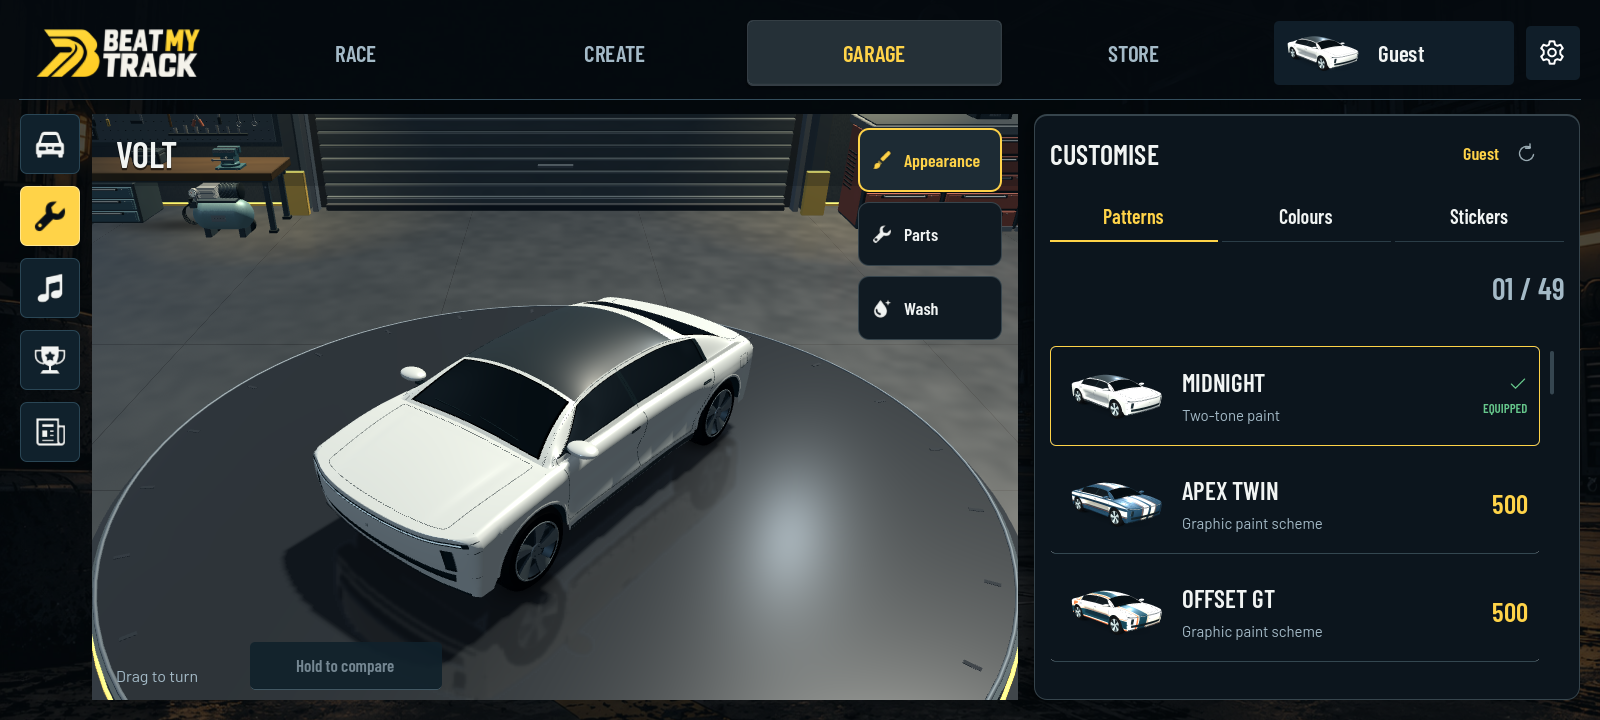 BEATMY
TRACK
RACE
CREATE
GARAGE
STORE
Guest
VOLT
Appearance
Parts
Wash
Drag to turn
Hold to compare
CUSTOMISE
Guest
Patterns
Colours
Stickers
01 / 49
MIDNIGHT
Two-tone paint
EQUIPPED
APEX TWIN
Graphic paint scheme
500
OFFSET GT
Graphic paint scheme
500